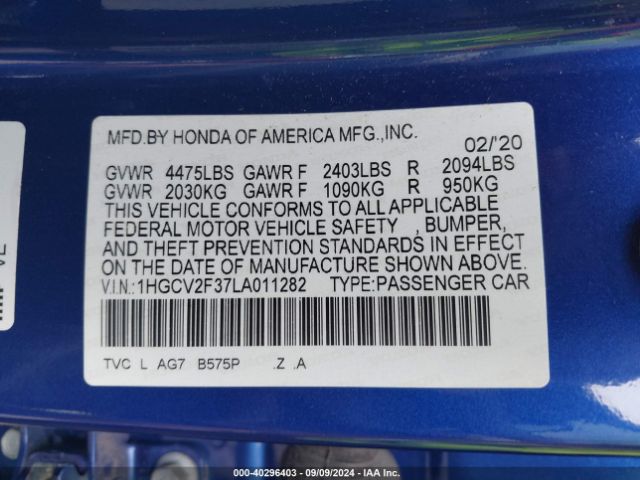 MFD.BY HONDA OF AMERICA MFG.,INC.
02/'20
GVWR 4475LBS GAWR F 2403LBS R 2094LBS
GVWR 2030KG GAWR F 1090KG R 950KG
THIS VEHICLE CONFORMS TO ALL APPLICABLE
FEDERAL MOTOR VEHICLE SAFETY , BUMPER,
AND THEFT PREVENTION STANDARDS IN EFFECT
ON THE DATE OF MANUFACTURE SHOWN ABOVE.
V.I.N.:1HGCV2F37LA011282 TYPE:PASSENGER CAR
TVC L AG7 B575P .Z .A
000-40296403 - 09/09/2024 - IAA Inc.